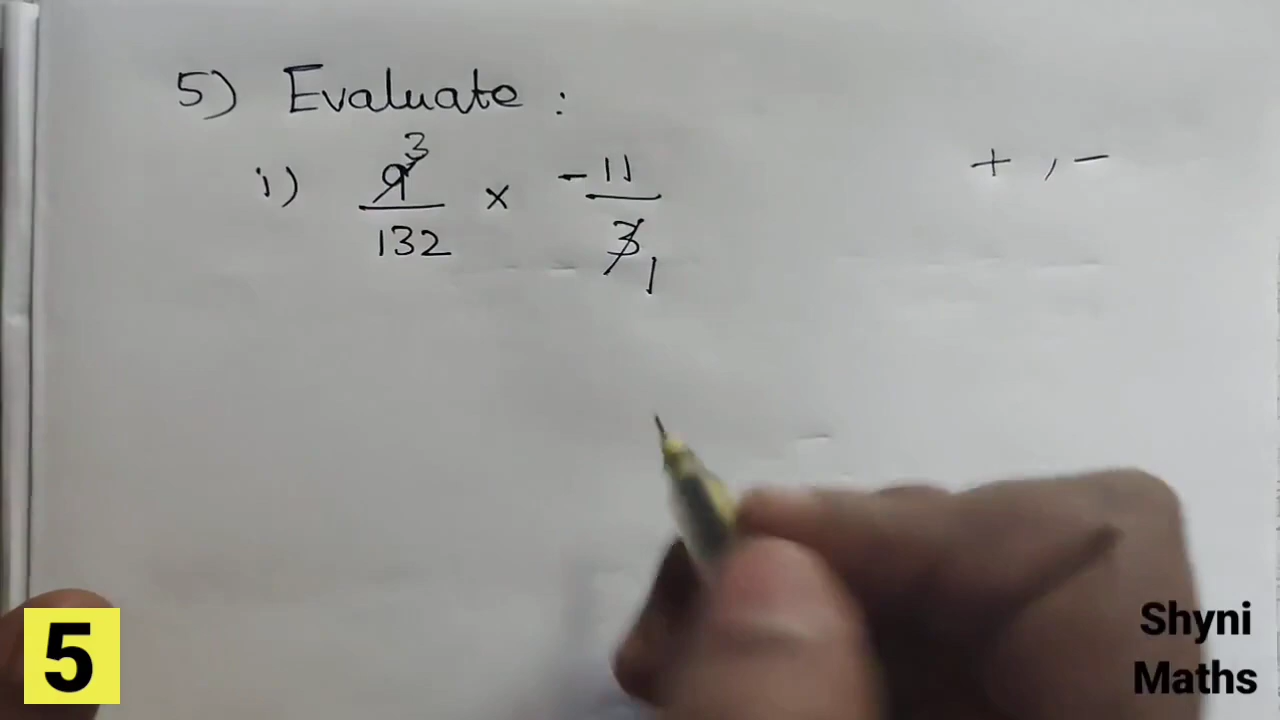 5) Evaluate :
i) 9/132 × -11/3
3
1
+ , -
5
Shyni
Maths